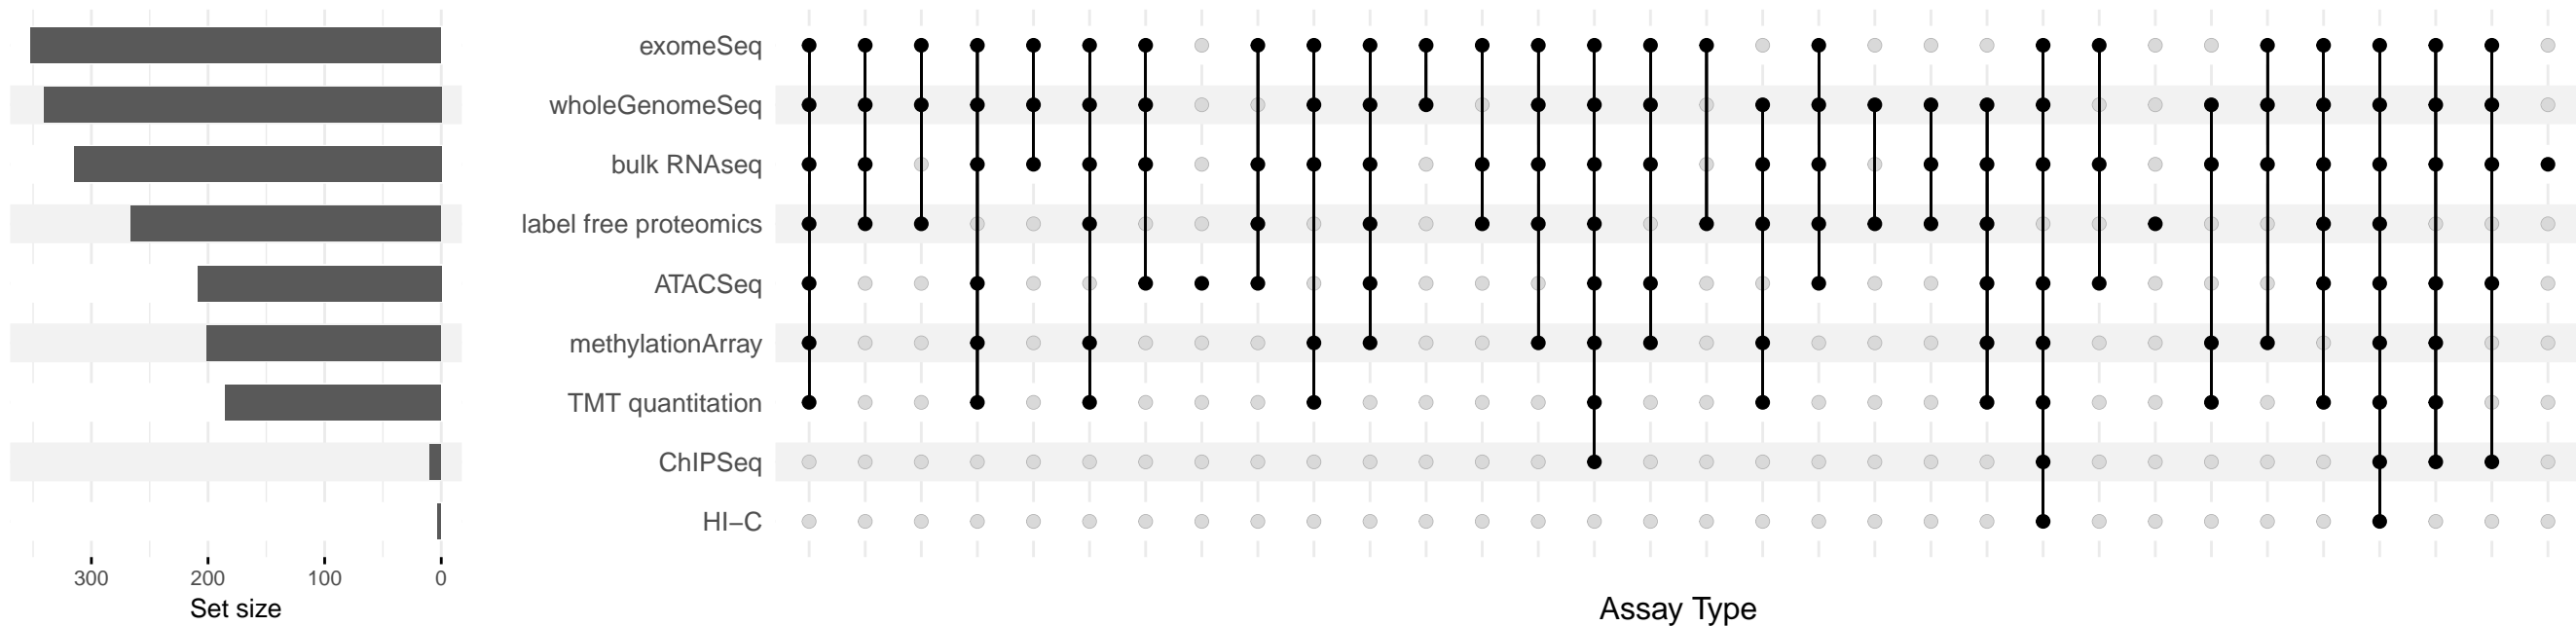 exomeSeq
wholeGenomeSeq
bulk RNAseq
label free proteomics
ATACSeq
methylationArray
TMT quantitation
ChIPSeq
HI−C
300 200 100 0
Set size
Assay Type